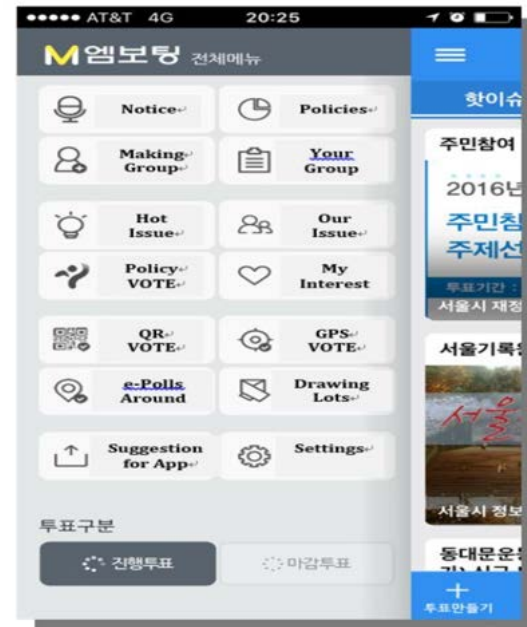 AT&T 4G 20:25
M엠보팅 전체메뉴
Notice
Policies
Making
Group
Your
Group
Hot
Issue
Our
Issue
Policy
VOTE
My
Interest
QR
VOTE
GPS
VOTE
e-Polls
Around
Drawing
Lots
Suggestion
for App
Settings
투표구분
진행투표
마감투표
핫이슈
주민참여
2016년
주민참
주제선
투표기간 :
서울시 재정
서울기록원
서울
서울시 정보
동대문운
투표만들기